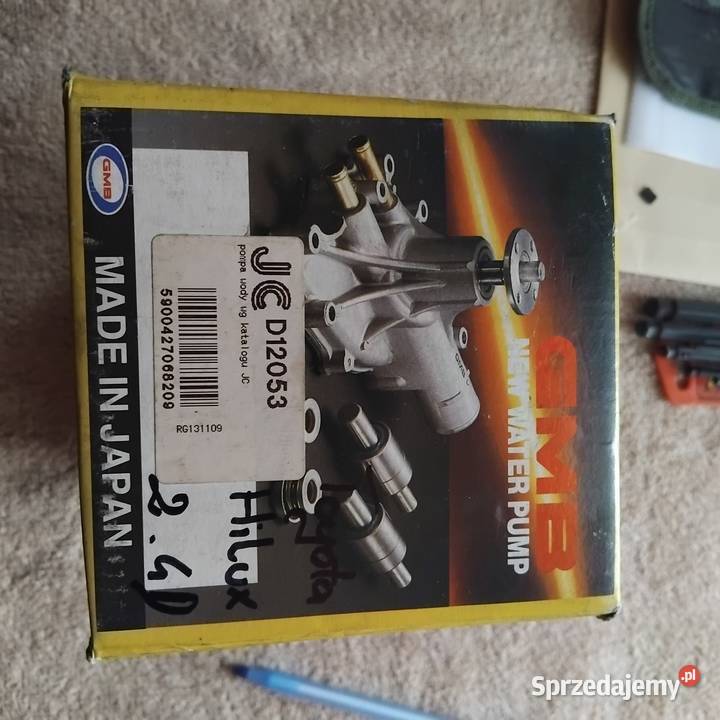 GMB
NEW WATER PUMP
GMB
MADE IN JAPAN
JC D12053
pompa wody wg katalogu JC
5900427068209
RG131109
Toyota
Hilux
2.4D
Sprzedajemy.pl